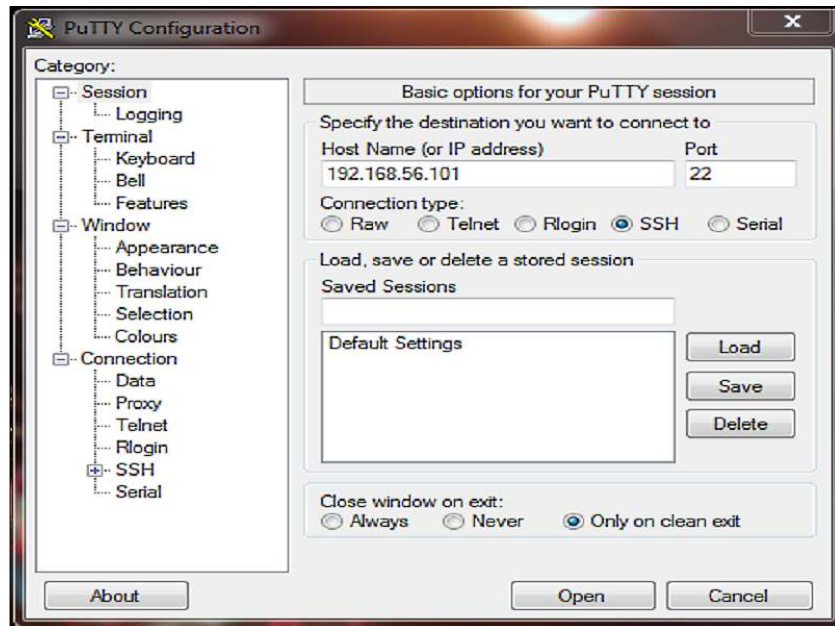 PuTTY Configuration
X
Category:
Session
Logging
Terminal
Keyboard
Bell
Features
Window
Appearance
Behaviour
Translation
Selection
Colours
Connection
Data
Proxy
Telnet
Rlogin
SSH
Serial
Basic options for your PuTTY session
Specify the destination you want to connect to
Host Name (or IP address) Port
192.168.56.101 22
Connection type:
Raw Telnet Rlogin SSH Serial
Load, save or delete a stored session
Saved Sessions
Default Settings
Load
Save
Delete
Close window on exit:
Always Never Only on clean exit
About Open Cancel